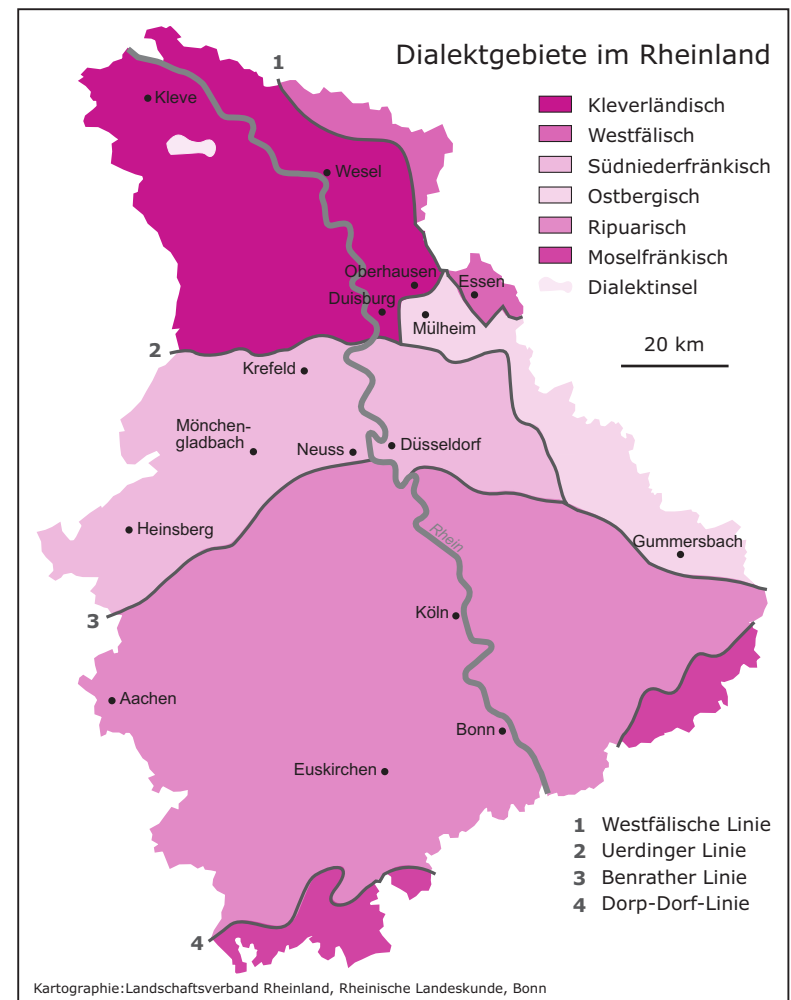 Dialektgebiete im Rheinland
1
Kleverländisch
Westfälisch
Südniederfränkisch
Ostbergisch
Ripuarisch
Moselfränkisch
Dialektinsel
20 km
Kleve
Wesel
Oberhausen
Essen
Duisburg
Mülheim
2
Krefeld
Mönchen-
gladbach
Neuss
Düsseldorf
Heinsberg
Rhein
Gummersbach
3
Köln
Aachen
Bonn
Euskirchen
4
1 Westfälische Linie
2 Uerdinger Linie
3 Benrather Linie
4 Dorp-Dorf-Linie
Kartographie:Landschaftsverband Rheinland, Rheinische Landeskunde, Bonn